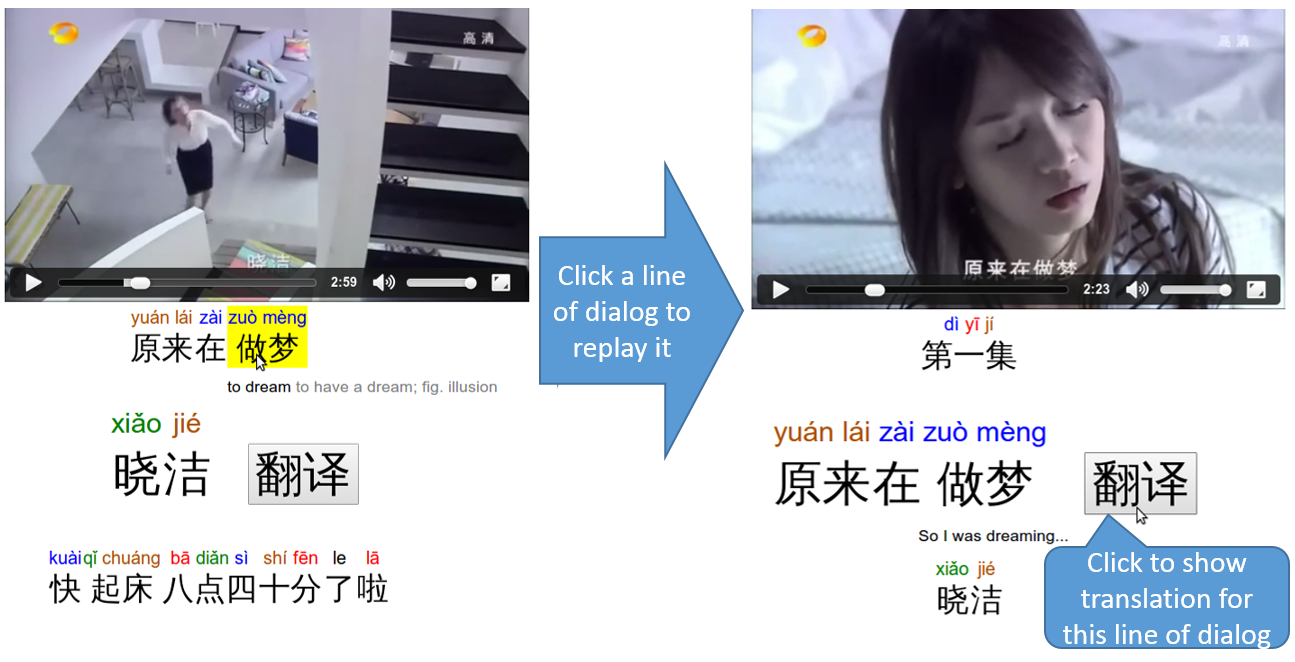 高清
晓洁
2:59
yuán lái zài zuò mèng
原来在 做梦
to dream to have a dream; fig. illusion
xiǎo jié
晓洁 翻译
kuài qǐ chuáng bā diǎn sì shí fēn le lā
快 起床 八点四十分了啦
Click a line
of dialog to
replay it
高清
原来在做梦
2:23
dì yī jí
第一集
yuán lái zài zuò mèng
原来在 做梦 翻译
So I was dreaming...
xiǎo jié
晓洁
Click to show
translation for
this line of dialog